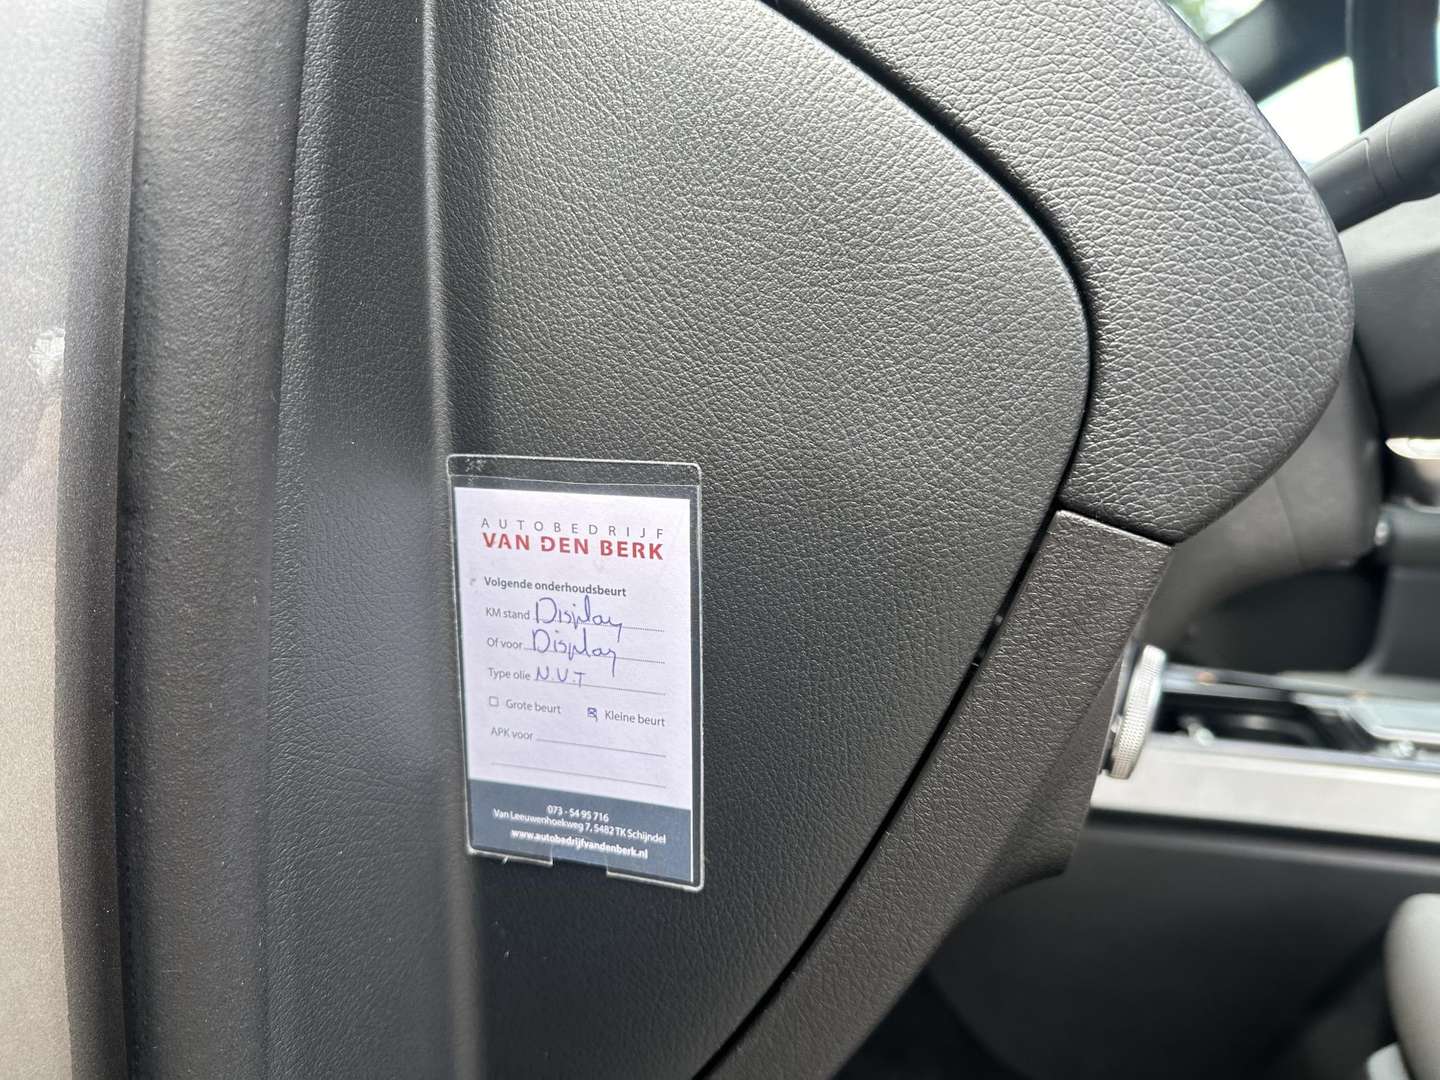 AUTOBEDRIJF
VAN DEN BERK
Volgende onderhoudsbeurt
KM stand Display
Of voor Display
Type olie N.V.T
Grote beurt Kleine beurt
APK voor
073 - 54 95 716
Van Leeuwenhoekweg 7, 5482 TK Schijndel
www.autobedrijfvandenberk.nl